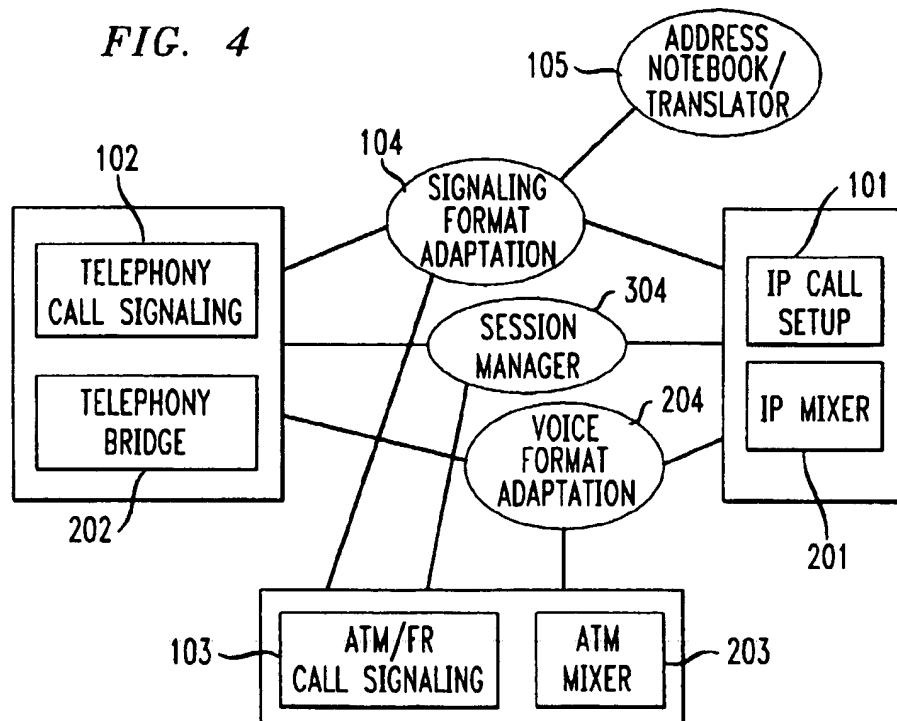 FIG. 4
ADDRESS
NOTEBOOK/
TRANSLATOR
105
104
SIGNALING
FORMAT
ADAPTATION
102
TELEPHONY
CALL SIGNALING
TELEPHONY
BRIDGE
202
SESSION
MANAGER
304
204
VOICE
FORMAT
ADAPTATION
101
IP CALL
SETUP
IP MIXER
201
103
ATM/FR
CALL SIGNALING
ATM
MIXER
203